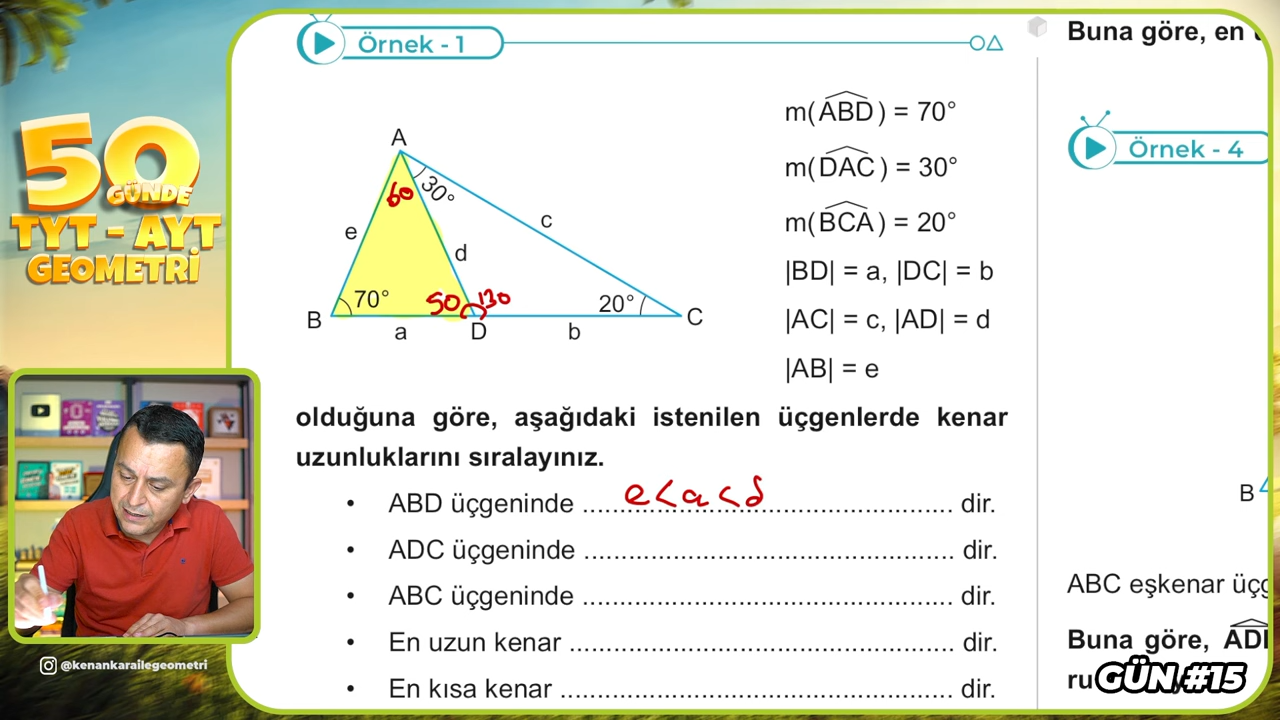 50
GÜNDE
TYT - AYT
GEOMETRİ
Örnek - 1
A
60
30°
e
d
c
B
70°
50
130
20°
C
a
D
b
m(ABD) = 70°
m(DAC) = 30°
m(BCA) = 20°
|BD| = a, |DC| = b
|AC| = c, |AD| = d
|AB| = e
olduğuna göre, aşağıdaki istenilen üçgenlerde kenar
uzunluklarını sıralayınız.
• ABD üçgeninde .......... e<a<d .......... dir.
• ADC üçgeninde .................... dir.
• ABC üçgeninde .................... dir.
• En uzun kenar .................... dir.
• En kısa kenar .................... dir.
Buna göre, en
Örnek - 4
B
ABC eşkenar üçg
Buna göre, ADI
ru
GÜN #15
@kenankarailegeometri